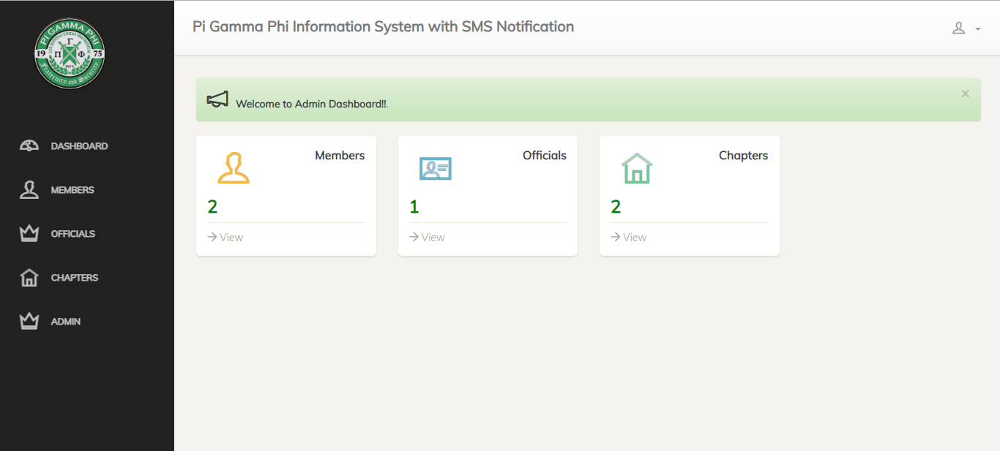 PI GAMMA PHI
Γ
19 Π Φ 75
INT'L
Fraternity and Sorority
Pi Gamma Phi Information System with SMS Notification
Welcome to Admin Dashboard!!.
DASHBOARD
MEMBERS
OFFICIALS
CHAPTERS
ADMIN
Members
2
View
Officials
1
View
Chapters
2
View